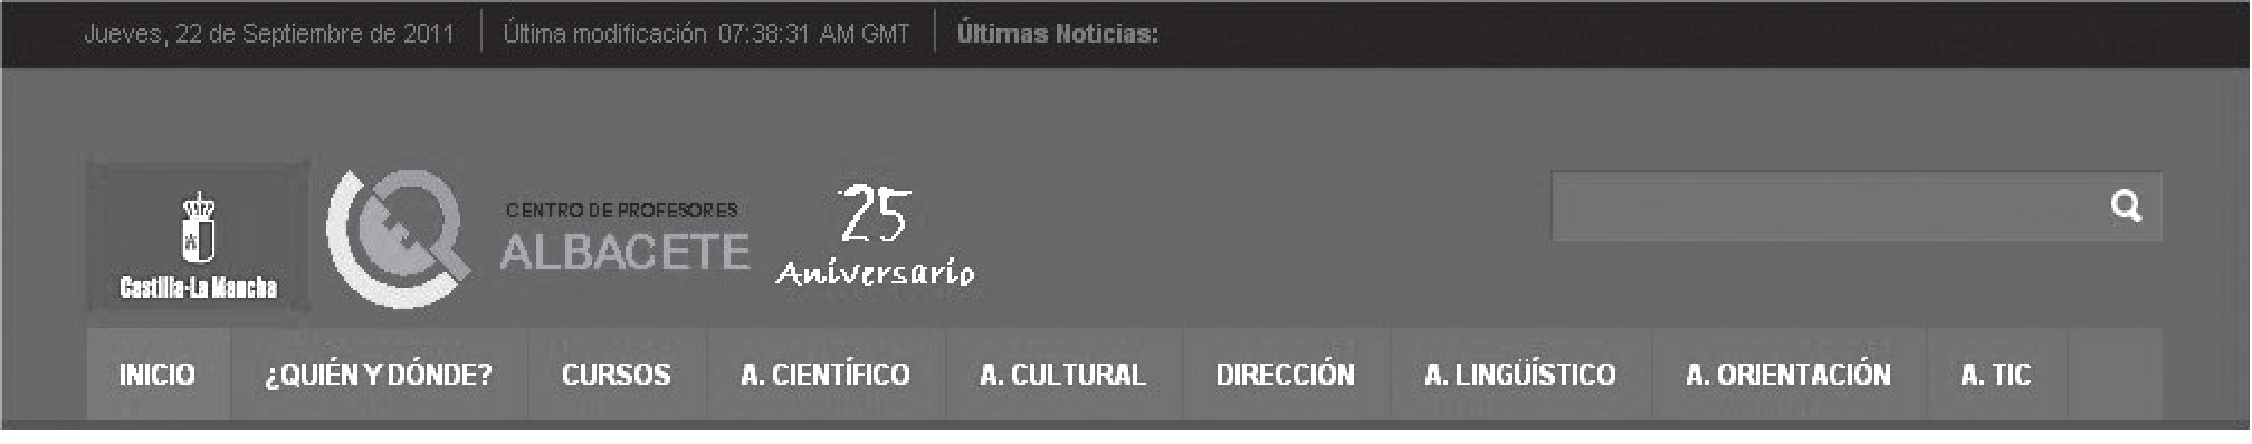 Jueves, 22 de Septiembre de 2011 Última modificación 07:38:31 AM GMT Últimas Noticias:
Castilla-La Mancha
CENTRO DE PROFESORES
ALBACETE
25
Aniversario
INICIO ¿QUIÉN Y DÓNDE? CURSOS A. CIENTÍFICO A. CULTURAL DIRECCIÓN A. LINGÜÍSTICO A. ORIENTACIÓN A. TIC